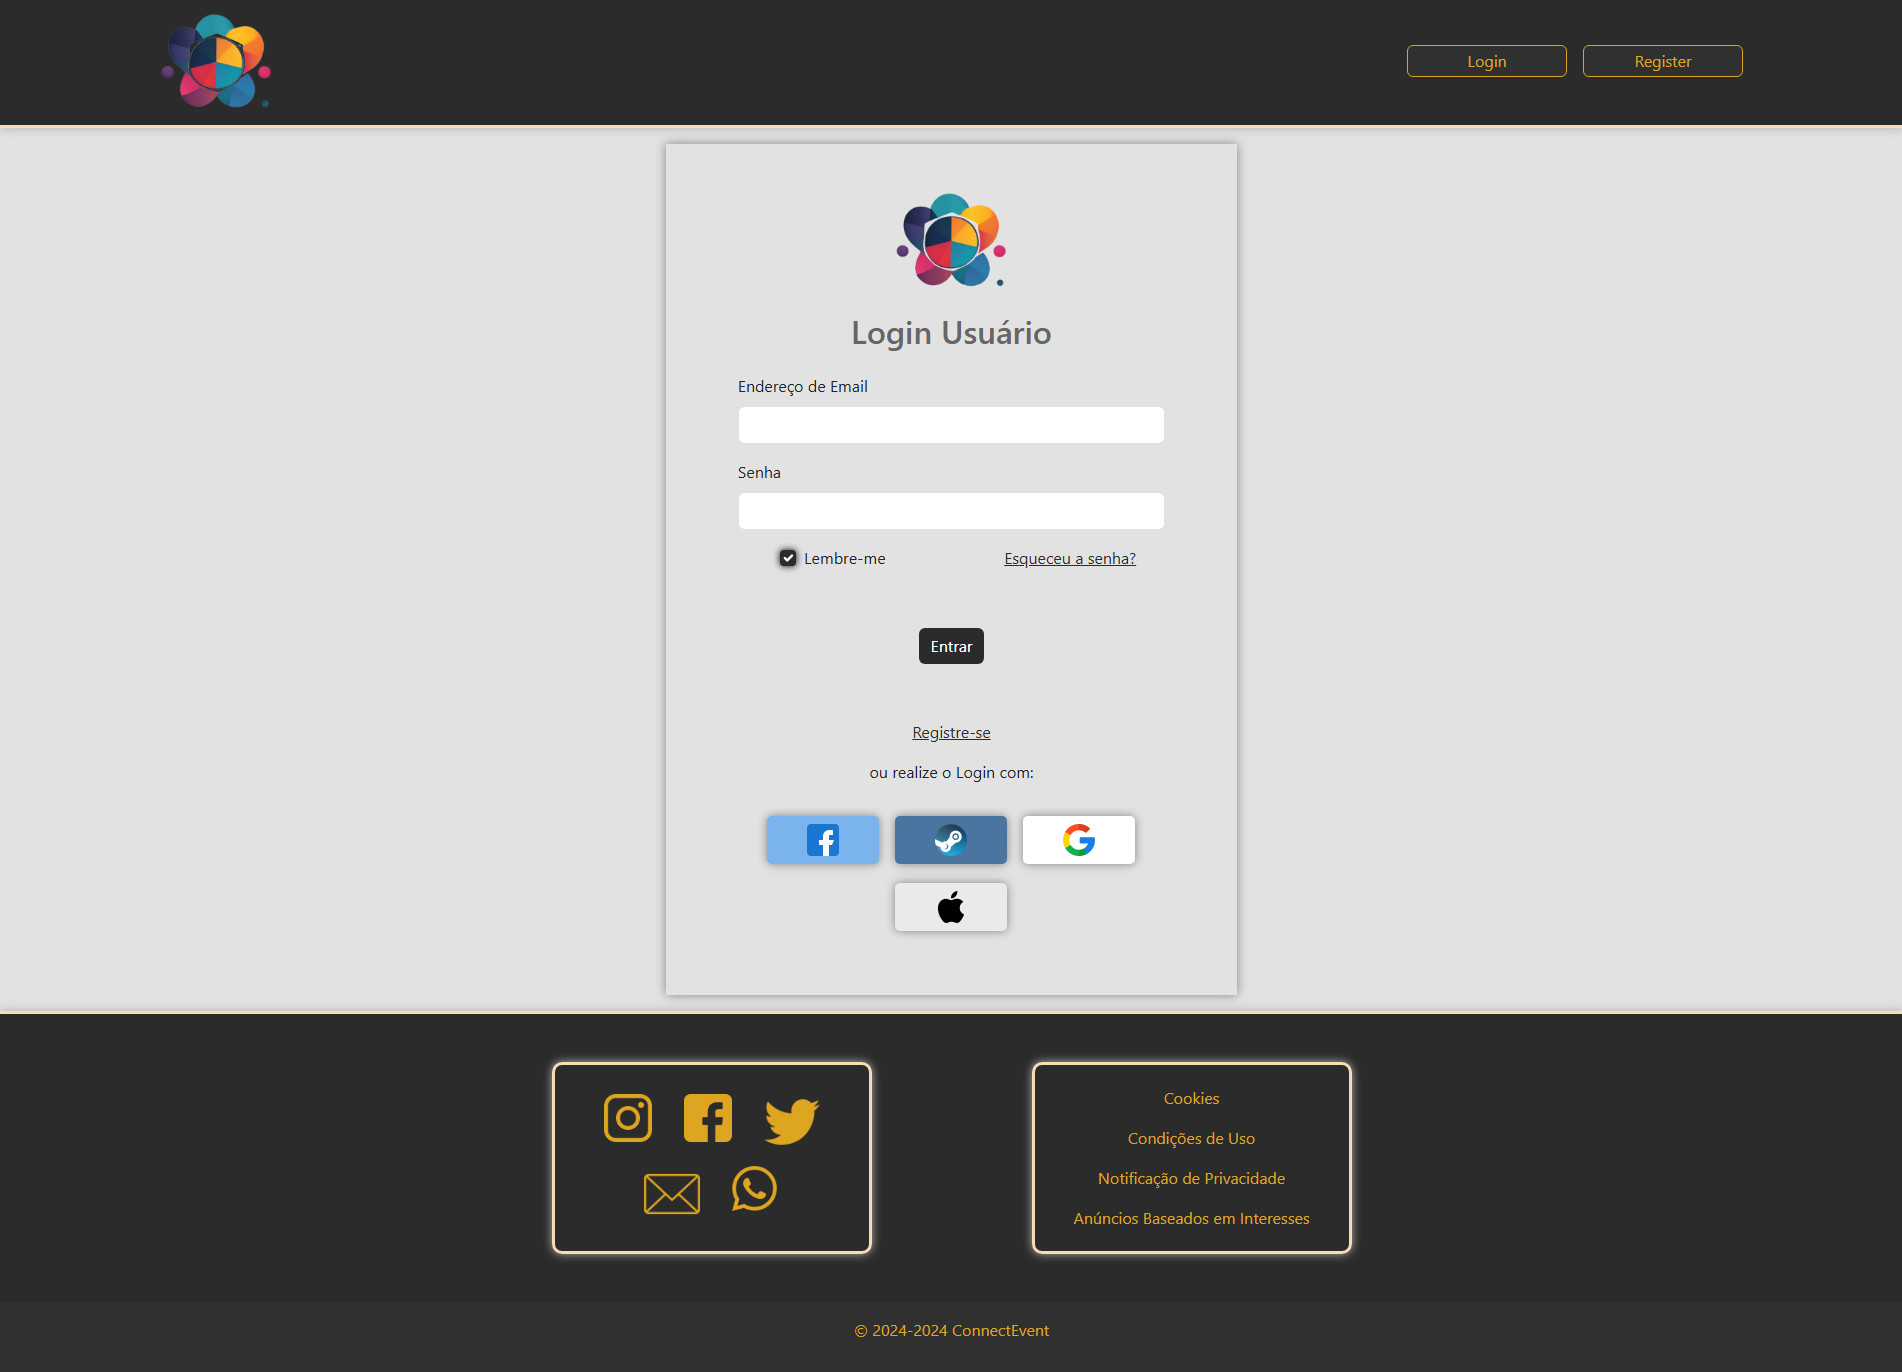 Login
Register
Login Usuário
Endereço de Email
Senha
Lembre-me
Esqueceu a senha?
Entrar
Registre-se
ou realize o Login com:
Cookies
Condições de Uso
Notificação de Privacidade
Anúncios Baseados em Interesses
© 2024-2024 ConnectEvent